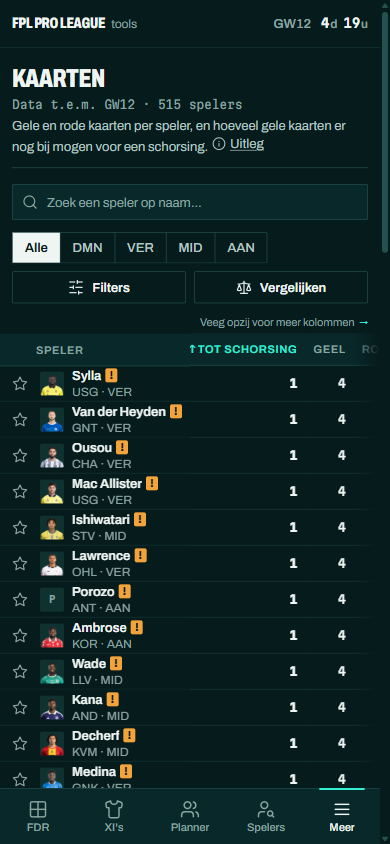 FPL PRO LEAGUE tools GW12 4d 19u
KAARTEN
Data t.e.m. GW12 · 515 spelers
Gele en rode kaarten per speler, en hoeveel gele kaarten er
nog bij mogen voor een schorsing. Uitleg
Zoek een speler op naam...
Alle DMN VER MID AAN
Filters Vergelijken
Veeg opzij voor meer kolommen →
SPELER ↑TOT SCHORSING GEEL RO
Sylla ! 1 4
USG · VER
Van der Heyden ! 1 4
GNT · VER
Ousou ! 1 4
CHA · VER
Mac Allister ! 1 4
USG · VER
Ishiwatari ! 1 4
STV · MID
Lawrence ! 1 4
OHL · VER
P Porozo ! 1 4
ANT · AAN
Ambrose ! 1 4
KOR · AAN
Wade ! 1 4
LLV · MID
Kana ! 1 4
AND · MID
Decherf ! 1 4
KVM · MID
Medina ! 1 4
GNK · VER
FDR XI's Planner Spelers Meer